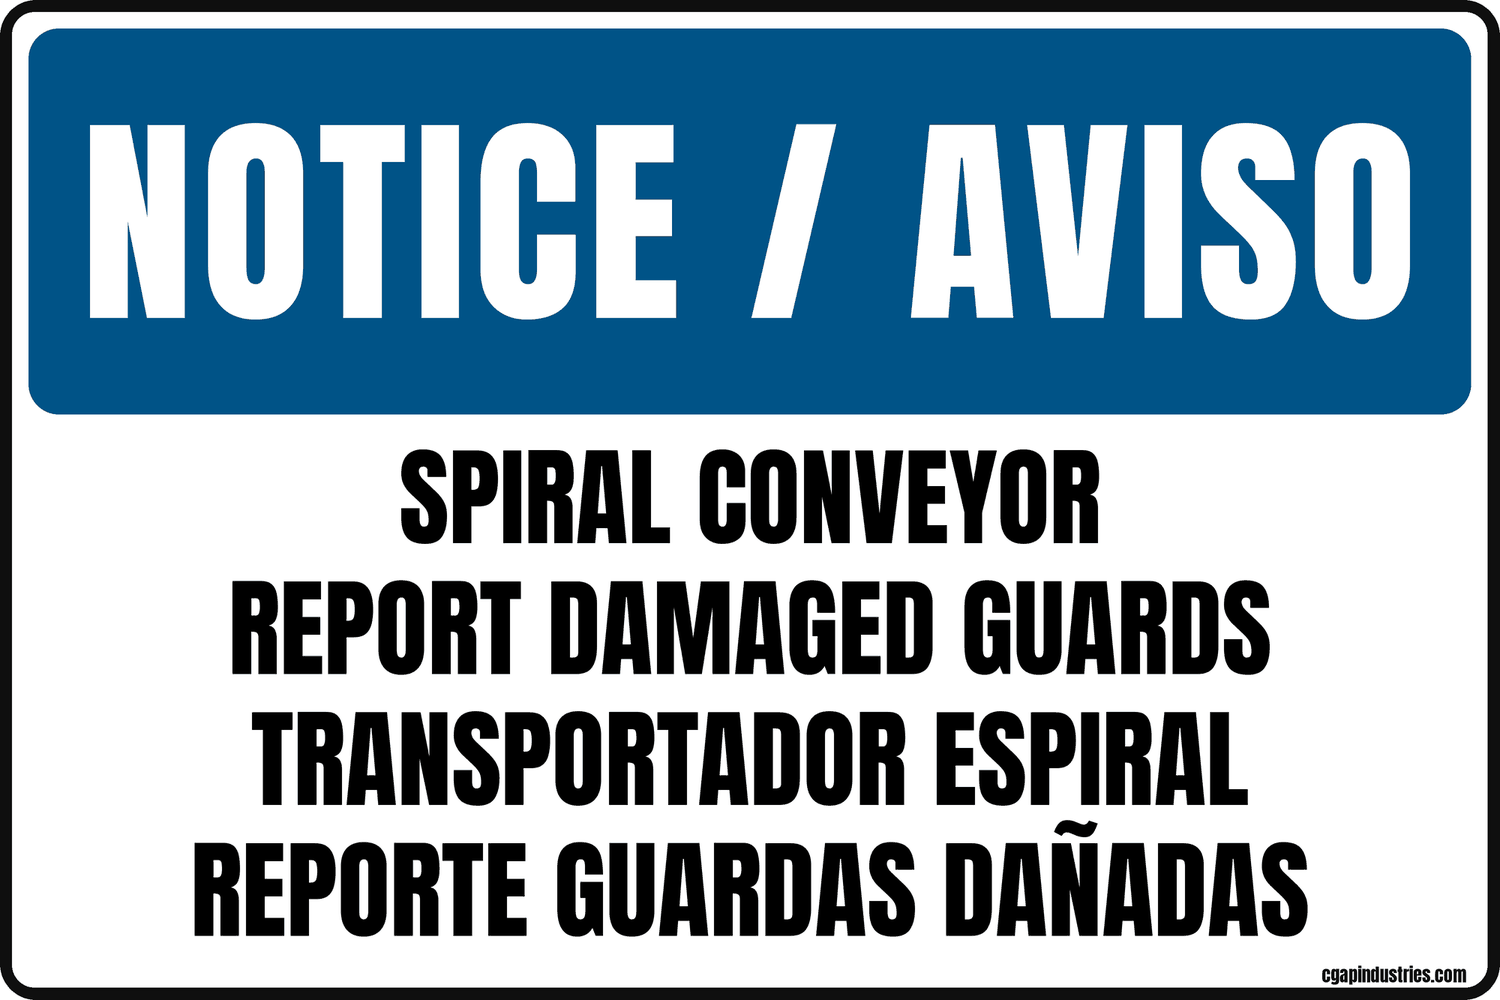 NOTICE / AVISO
SPIRAL CONVEYOR
REPORT DAMAGED GUARDS
TRANSPORTADOR ESPIRAL
REPORTE GUARDAS DAÑADAS
cgapindustries.com